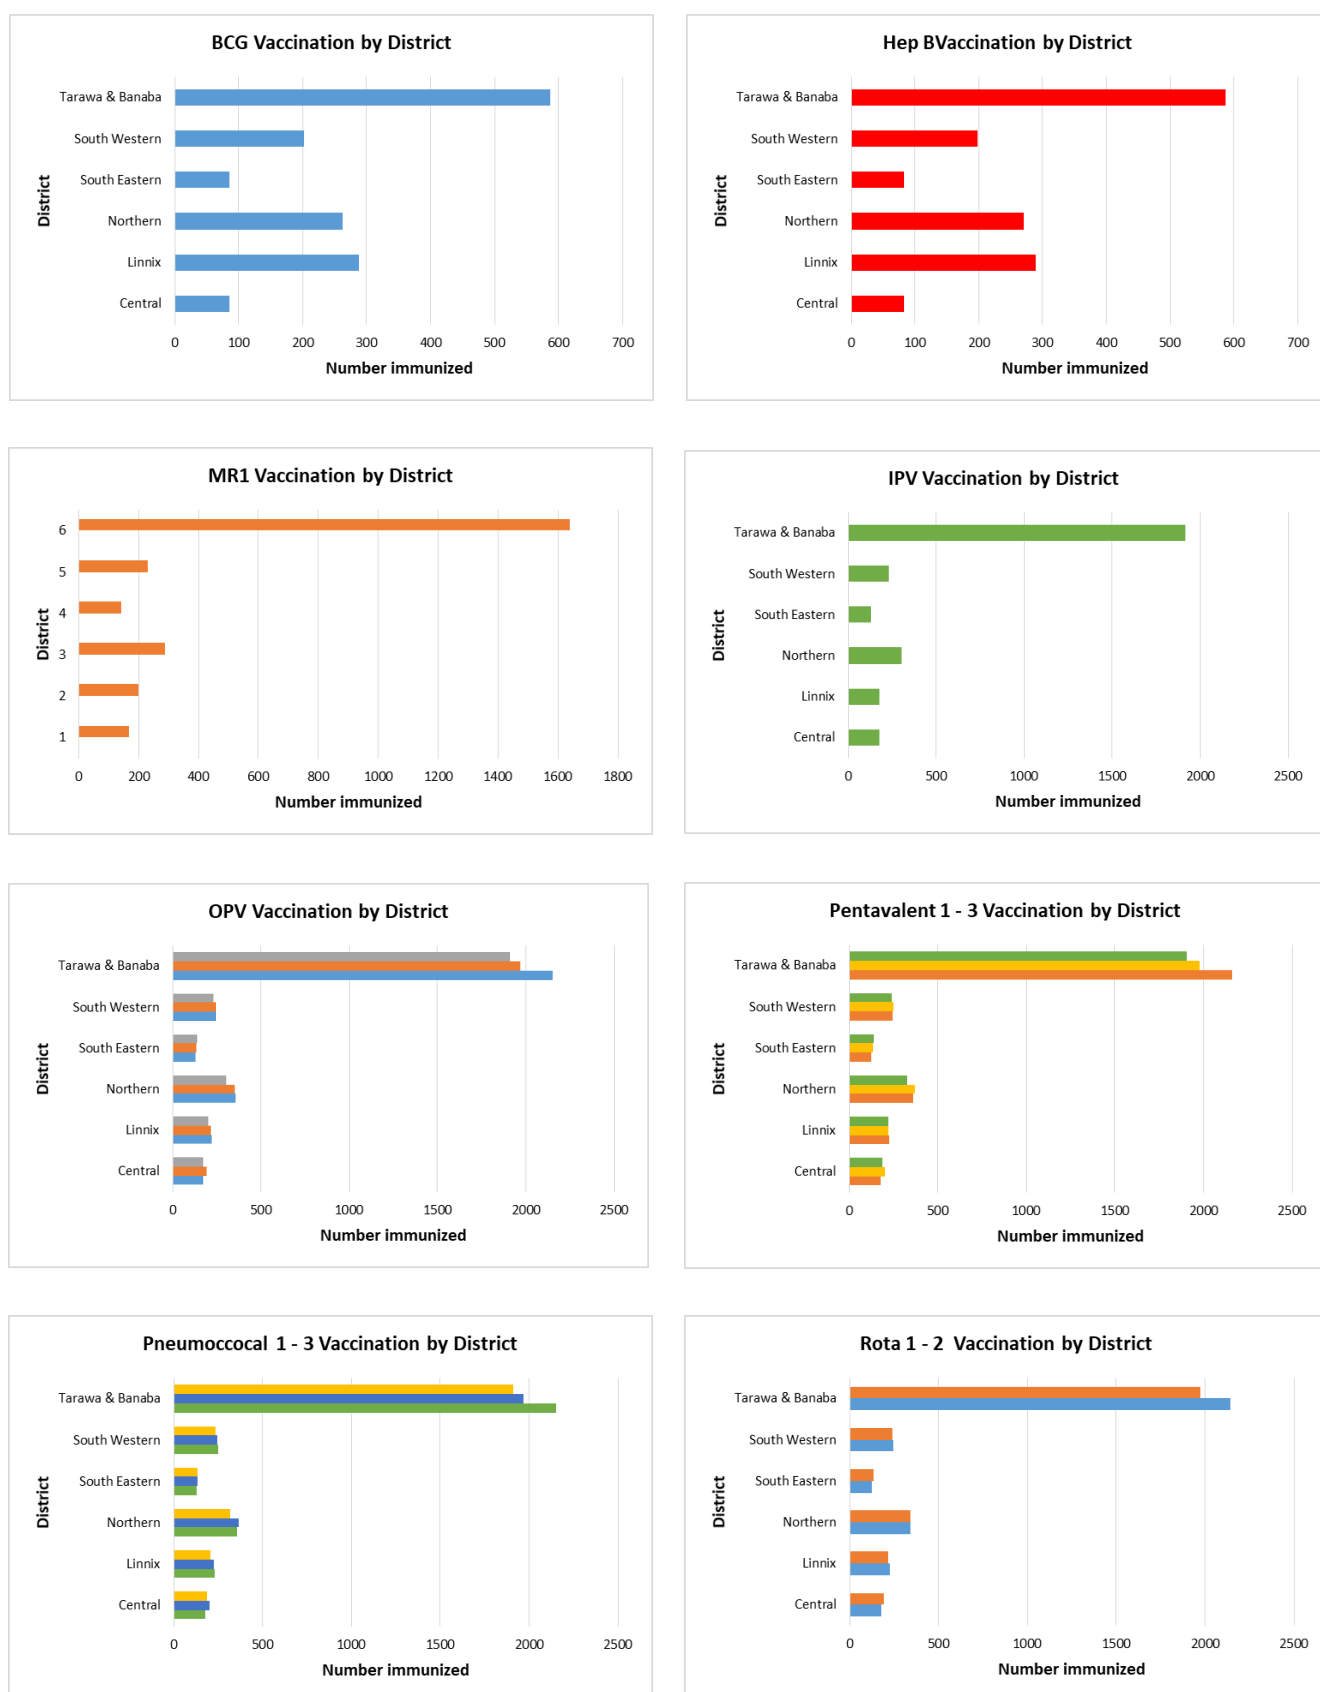 BCG Vaccination by District
Tarawa & Banaba
South Western
South Eastern
Northern
Linnix
Central
District
0 100 200 300 400 500 600 700
Number immunized
Hep BVaccination by District
Tarawa & Banaba
South Western
South Eastern
Northern
Linnix
Central
District
0 100 200 300 400 500 600 700
Number immunized
MR1 Vaccination by District
6
5
4
3
2
1
District
0 200 400 600 800 1000 1200 1400 1600 1800
Number immunized
IPV Vaccination by District
Tarawa & Banaba
South Western
South Eastern
Northern
Linnix
Central
District
0 500 1000 1500 2000 2500
Number immunized
OPV Vaccination by District
Tarawa & Banaba
South Western
South Eastern
Northern
Linnix
Central
District
0 500 1000 1500 2000 2500
Number immunized
Pentavalent 1 - 3 Vaccination by District
Tarawa & Banaba
South Western
South Eastern
Northern
Linnix
Central
District
0 500 1000 1500 2000 2500
Number immunized
Pneumoccocal 1 - 3 Vaccination by District
Tarawa & Banaba
South Western
South Eastern
Northern
Linnix
Central
District
0 500 1000 1500 2000 2500
Number immunized
Rota 1 - 2 Vaccination by District
Tarawa & Banaba
South Western
South Eastern
Northern
Linnix
Central
District
0 500 1000 1500 2000 2500
Number immunized